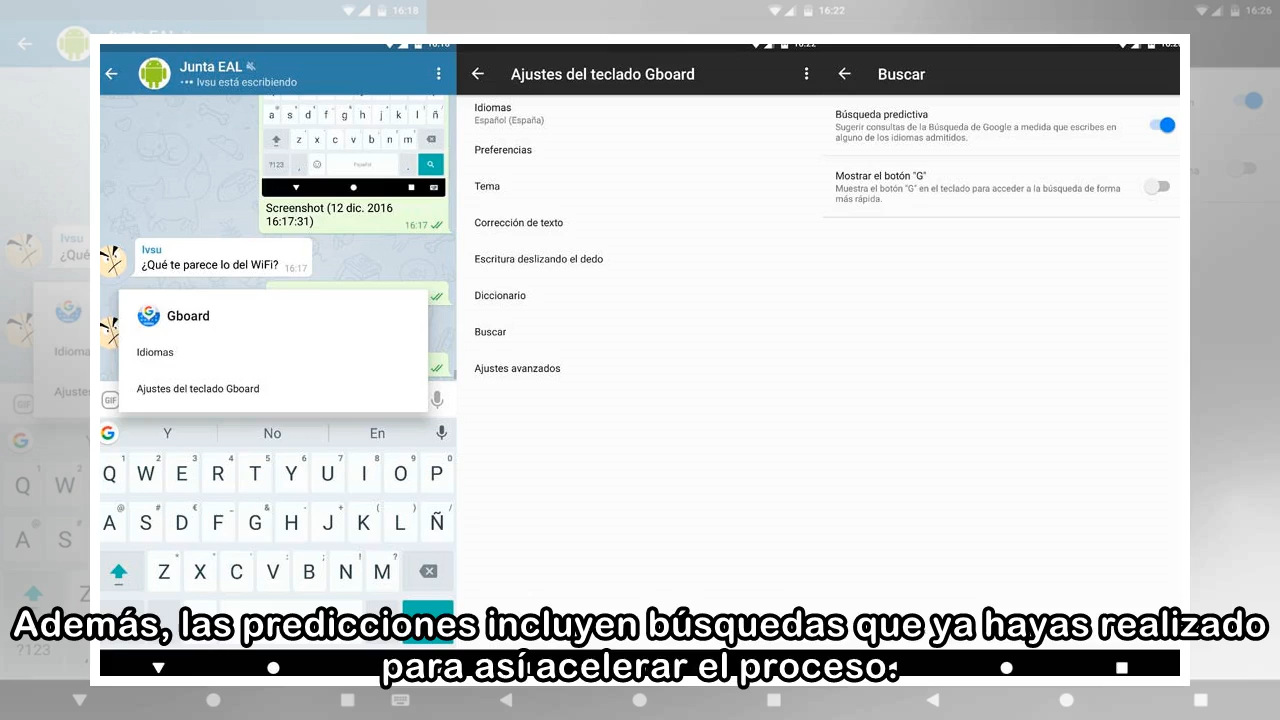 16:18
16:22
16:26
Junta EAL
Ivsu está escribiendo
a s d f g h j k l ñ
z x c v b n m
?123 , Español .
Screenshot (12 dic. 2016
16:17:31)
16:17
Ivsu
¿Qué te parece lo del WiFi? 16:17
Gboard
Idiomas
Ajustes del teclado Gboard
GIF
G Y No En
1 2 3 4 5 6 7 8 9 0
Q W E R T Y U I O P
@ # € _ & - + ( ) /
A S D F G H J K L Ñ
* " ' : ; ! ?
Z X C V B N M
Ajustes del teclado Gboard
Idiomas
Español (España)
Preferencias
Tema
Corrección de texto
Escritura deslizando el dedo
Diccionario
Buscar
Ajustes avanzados
Buscar
Búsqueda predictiva
Sugerir consultas de la Búsqueda de Google a medida que escribes en
alguno de los idiomas admitidos.
Mostrar el botón "G"
Muestra el botón "G" en el teclado para acceder a la búsqueda de forma
más rápida.
Ivsu
¿Qué
Idioma
Ajustes
GIF
G
1
Q W
@
A S
Z
?123
Además, las predicciones incluyen búsquedas que ya hayas realizado
para así acelerar el proceso.